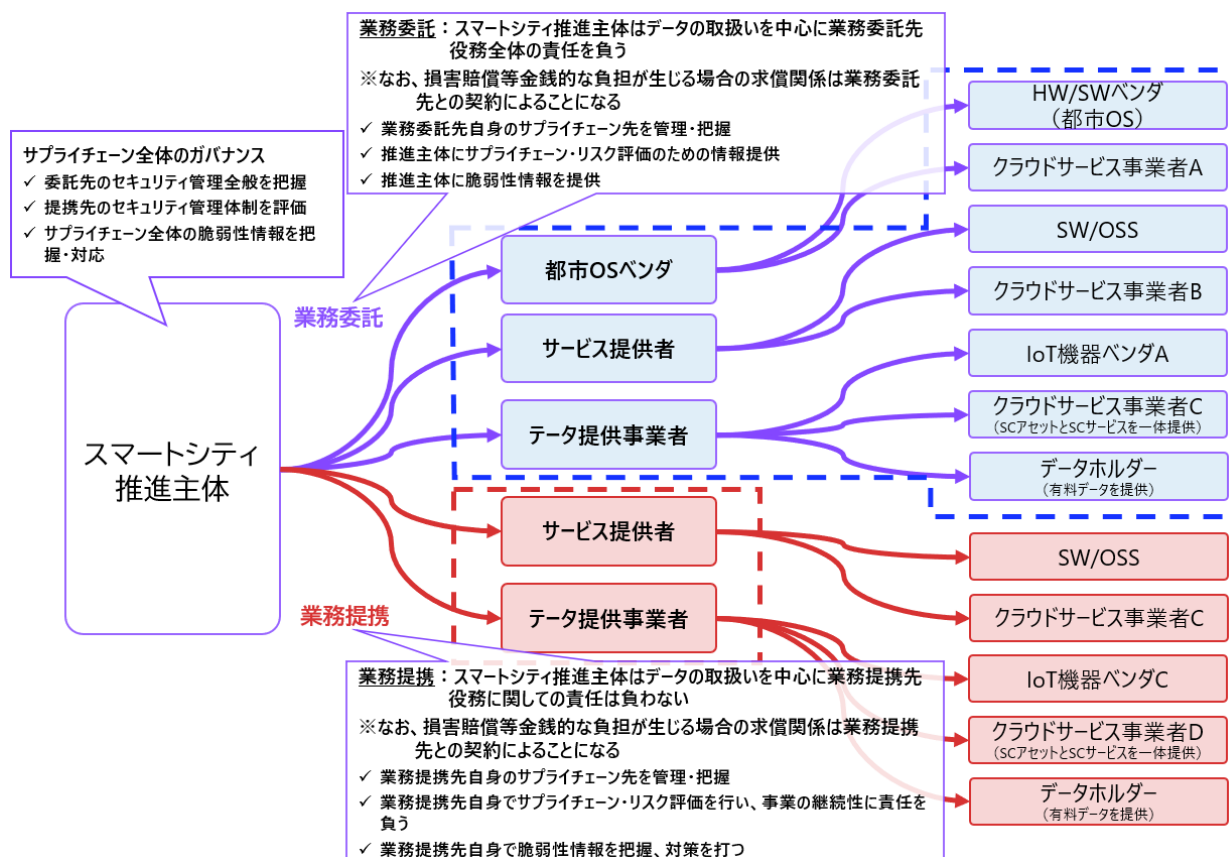 業務委託：スマートシティ推進主体はデータの取扱いを中心に業務委託先
役務全体の責任を負う
※なお、損害賠償等金銭的な負担が生じる場合の求償関係は業務委託
先との契約によることになる
✓ 業務委託先自身のサプライチェーン先を管理・把握
✓ 推進主体にサプライチェーン・リスク評価のための情報提供
✓ 推進主体に脆弱性情報を提供
サプライチェーン全体のガバナンス
✓ 委託先のセキュリティ管理全般を把握
✓ 提携先のセキュリティ管理体制を評価
✓ サプライチェーン全体の脆弱性情報を把
握・対応
スマートシティ
推進主体
業務委託
都市OSベンダ
サービス提供者
テータ提供事業者
HW/SWベンダ
（都市OS）
クラウドサービス事業者A
SW/OSS
クラウドサービス事業者B
IoT機器ベンダA
クラウドサービス事業者C
（SCアセットとSCサービスを一体提供）
データホルダー
（有料データを提供）
業務提携
サービス提供者
テータ提供事業者
SW/OSS
クラウドサービス事業者C
IoT機器ベンダC
クラウドサービス事業者D
（SCアセットとSCサービスを一体提供）
データホルダー
（有料データを提供）
業務提携：スマートシティ推進主体はデータの取扱いを中心に業務提携先
役務に関しての責任は負わない
※なお、損害賠償等金銭的な負担が生じる場合の求償関係は業務提携
先との契約によることになる
✓ 業務提携先自身のサプライチェーン先を管理・把握
✓ 業務提携先自身でサプライチェーン・リスク評価を行い、事業の継続性に責任を
負う
✓ 業務提携先自身で脆弱性情報を把握、対策を打つ